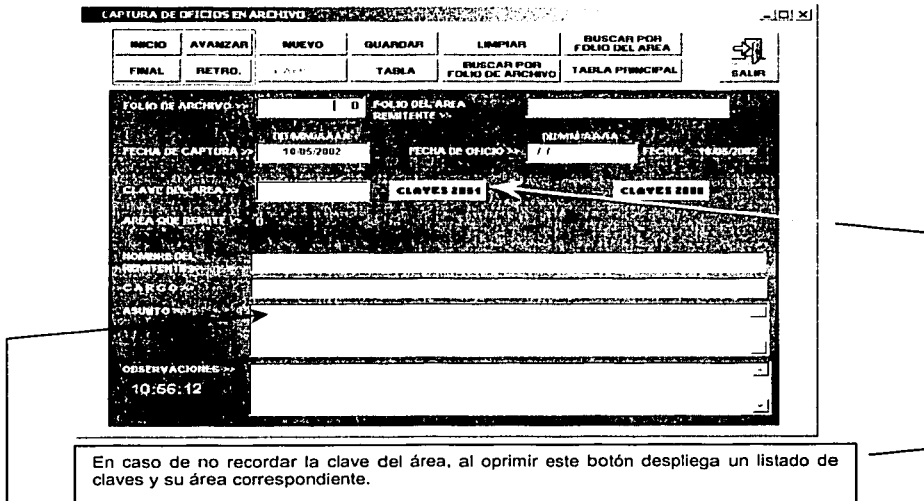 CAPTURA DE OFICIOS EN ARCHIVO
INICIO AVANZAR NUEVO GUARDAR LIMPIAR BUSCAR POR FOLIO DEL AREA
FINAL RETRO. TABLA BUSCAR POR FOLIO DE ARCHIVO TABLA PRINCIPAL SALIR
FOLIO DE ARCHIVO >> 0 FOLIO DEL AREA REMITENTE >>
DD/MM/AAAA DD/MM/AAAA
FECHA DE CAPTURA >> 10/05/2002 FECHA DE OFICIO >> / / FECHA: 10/05/2002
CLAVE DEL AREA >> CLAVES 2001 CLAVES 2000
AREA QUE REMITE >>
NOMBRE DEL
REMITENTE >>
CARGO >>
ASUNTO >>
OBSERVACIONES >>
10:56:12
En caso de no recordar la clave del área, al oprimir este botón despliega un listado de
claves y su área correspondiente.